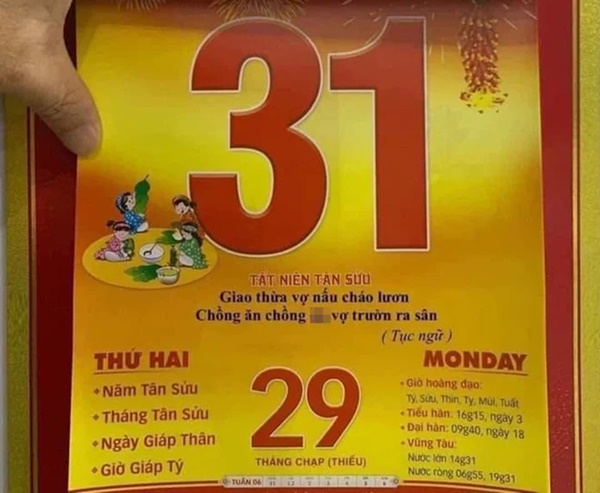 31
TẤT NIÊN TÂN SỬU
Giao thừa vợ nấu cháo lươn
Chồng ăn chồng vợ trườn ra sân
( Tục ngữ )
THỨ HAI
• Năm Tân Sửu
• Tháng Tân Sửu
• Ngày Giáp Thân
• Giờ Giáp Tý
29
THÁNG CHẠP (THIẾU)
MONDAY
• Giờ hoàng đạo:
Tý, Sửu, Thìn, Tỵ, Mùi, Tuất
• Tiểu hàn: 16g15, ngày 3
• Đại hàn: 09g40, ngày 18
• Vũng Tàu:
Nước lớn 14g31
Nước ròng 06g55, 19g31
TUẦN 06